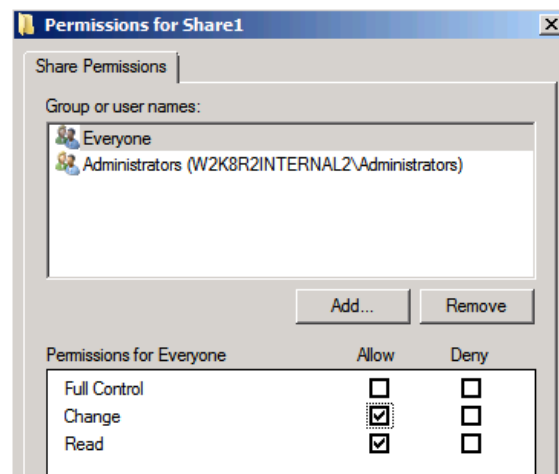 Permissions for Share1
Share Permissions
Group or user names:
Everyone
Administrators (W2K8R2INTERNAL2\Administrators)
Add... Remove
Permissions for Everyone Allow Deny
Full Control
Change
Read